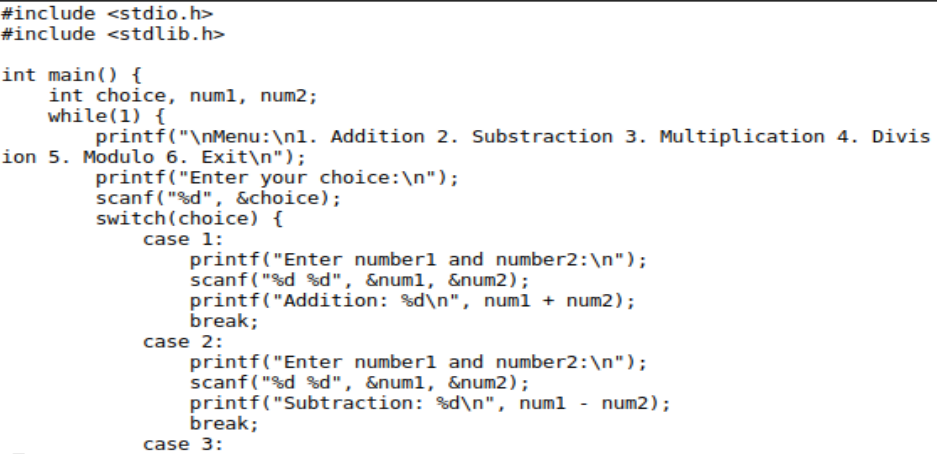 #include <stdio.h>
#include <stdlib.h>

int main() {
    int choice, num1, num2;
    while(1) {
        printf("\nMenu:\n1. Addition 2. Substraction 3. Multiplication 4. Divis
ion 5. Modulo 6. Exit\n");
        printf("Enter your choice:\n");
        scanf("%d", &choice);
        switch(choice) {
            case 1:
                printf("Enter number1 and number2:\n");
                scanf("%d %d", &num1, &num2);
                printf("Addition: %d\n", num1 + num2);
                break;
            case 2:
                printf("Enter number1 and number2:\n");
                scanf("%d %d", &num1, &num2);
                printf("Subtraction: %d\n", num1 - num2);
                break;
            case 3: